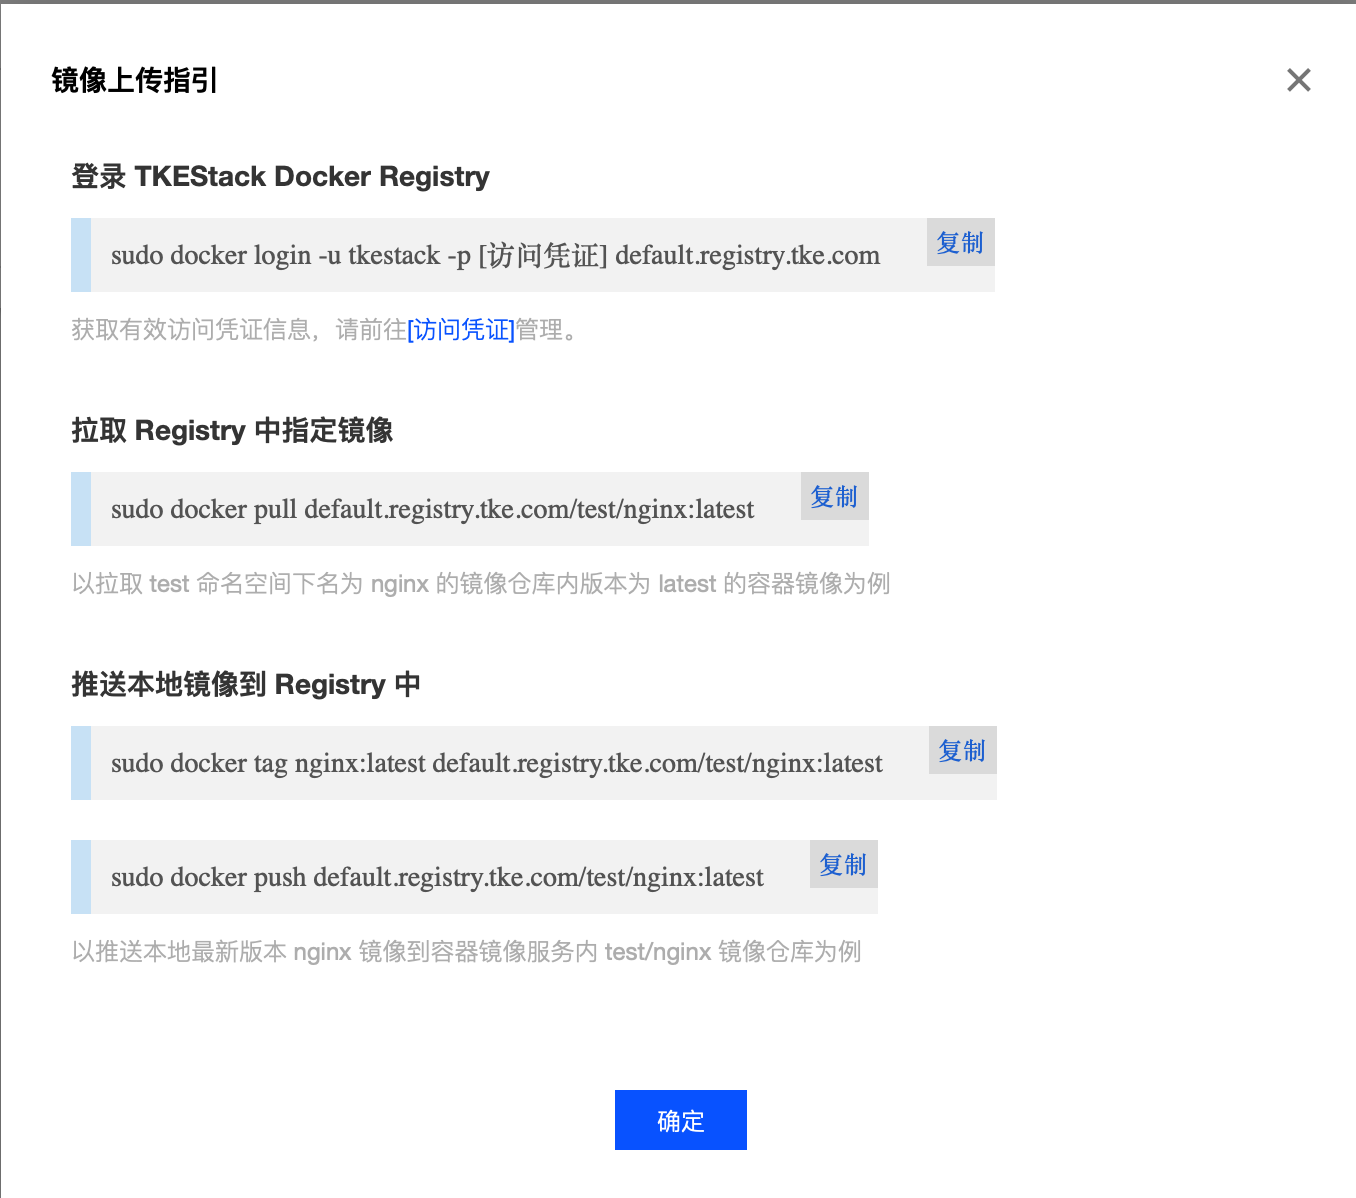 镜像上传指引
登录 TKEStack Docker Registry
sudo docker login -u tkestack -p [访问凭证] default.registry.tke.com
复制
获取有效访问凭证信息，请前往[访问凭证]管理。
拉取 Registry 中指定镜像
sudo docker pull default.registry.tke.com/test/nginx:latest
复制
以拉取 test 命名空间下名为 nginx 的镜像仓库内版本为 latest 的容器镜像为例
推送本地镜像到 Registry 中
sudo docker tag nginx:latest default.registry.tke.com/test/nginx:latest
复制
sudo docker push default.registry.tke.com/test/nginx:latest
复制
以推送本地最新版本 nginx 镜像到容器镜像服务内 test/nginx 镜像仓库为例
确定